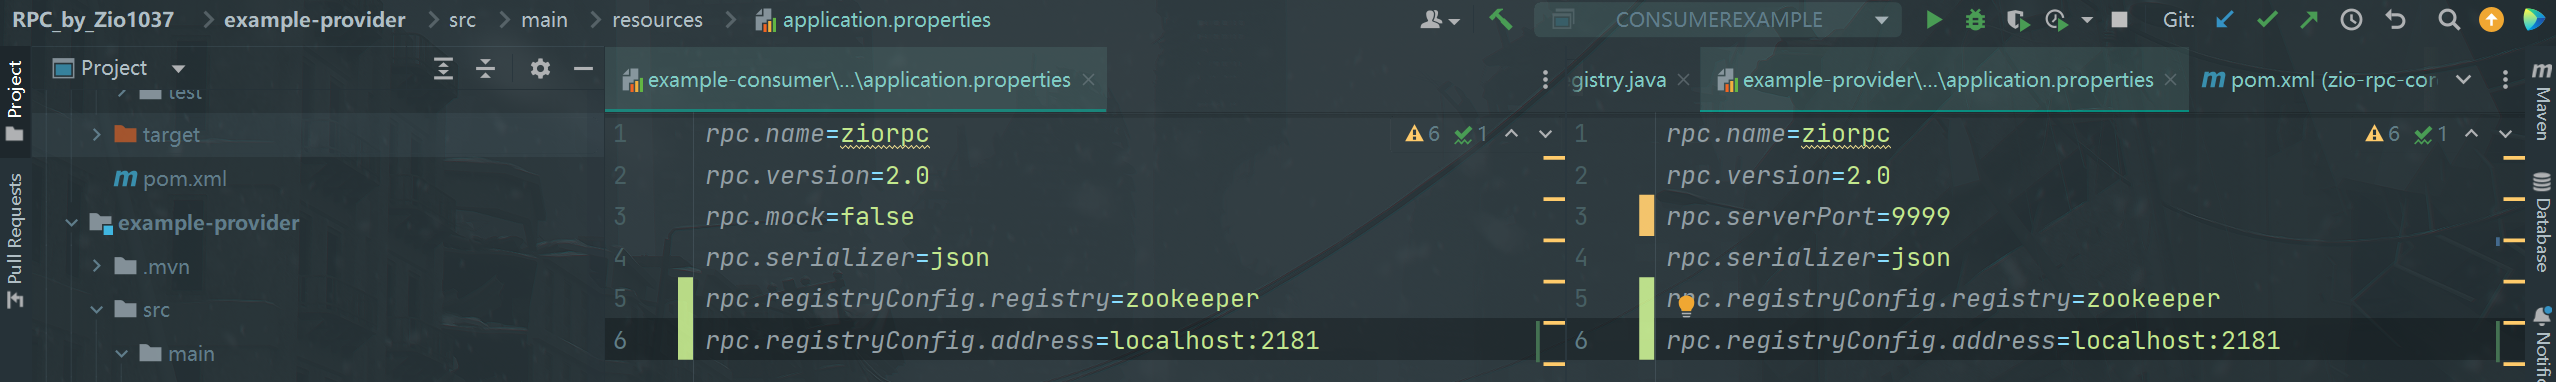 RPC_by_Zio1037 example-provider src main resources application.properties
CONSUMEREXAMPLE
Git:
Project
Pull Requests
Project
test
target
pom.xml
example-provider
.mvn
src
main
example-consumer\...\application.properties
1 rpc.name=ziorpc
2 rpc.version=2.0
3 rpc.mock=false
4 rpc.serializer=json
5 rpc.registryConfig.registry=zookeeper
6 rpc.registryConfig.address=localhost:2181
6 1
gistry.java
example-provider\...\application.properties
pom.xml (zio-rpc-cor
1 rpc.name=ziorpc
2 rpc.version=2.0
3 rpc.serverPort=9999
4 rpc.serializer=json
5 rpc.registryConfig.registry=zookeeper
6 rpc.registryConfig.address=localhost:2181
6 1
Maven
Database
Notific